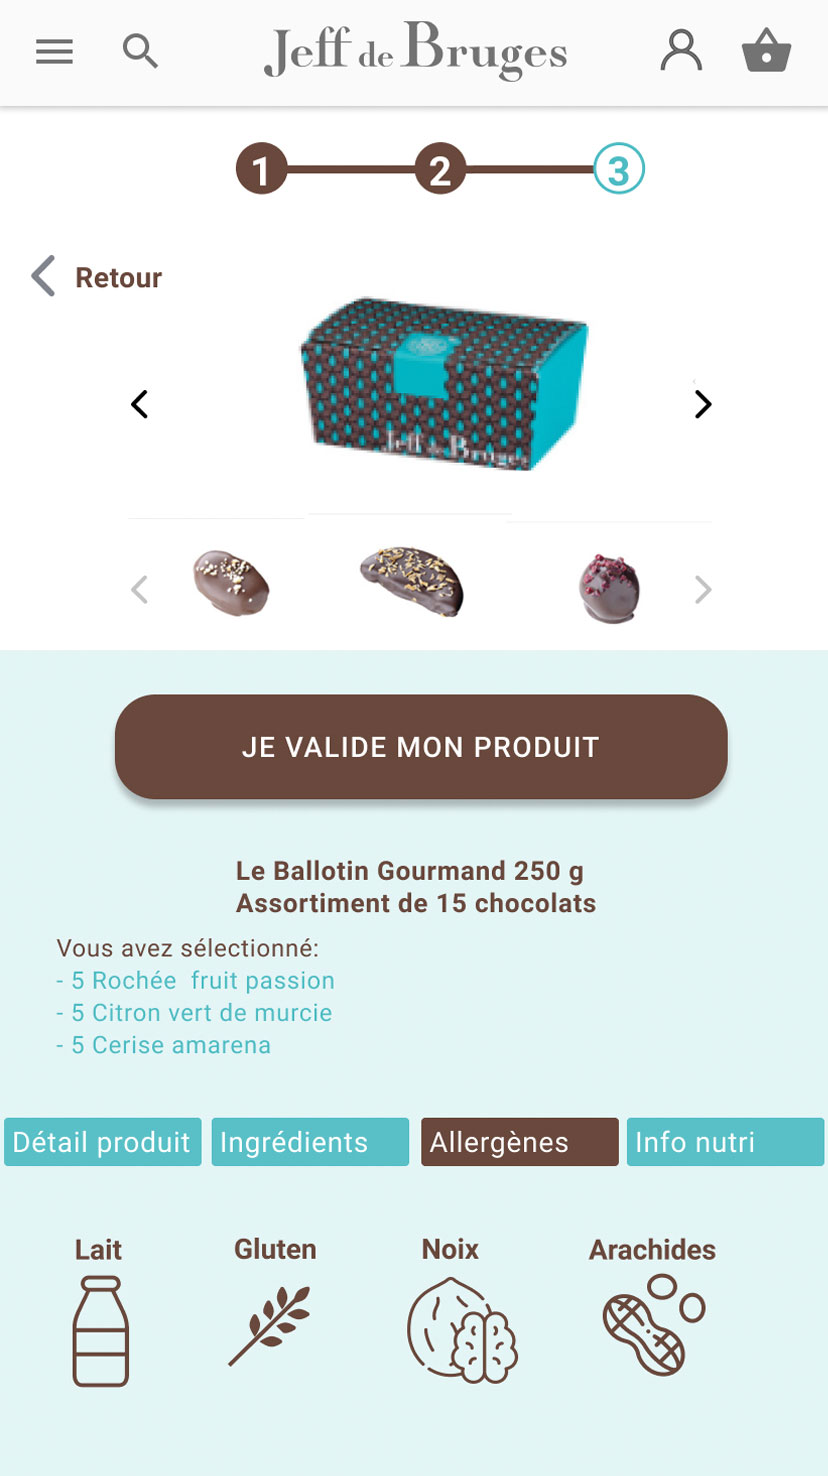 Jeff de Bruges
1 2 3
Retour
Jeff de Bruges
JE VALIDE MON PRODUIT
Le Ballotin Gourmand 250 g
Assortiment de 15 chocolats
Vous avez sélectionné:
- 5 Rochée  fruit passion
- 5 Citron vert de murcie
- 5 Cerise amarena
Détail produit Ingrédients Allergènes Info nutri
Lait Gluten Noix Arachides